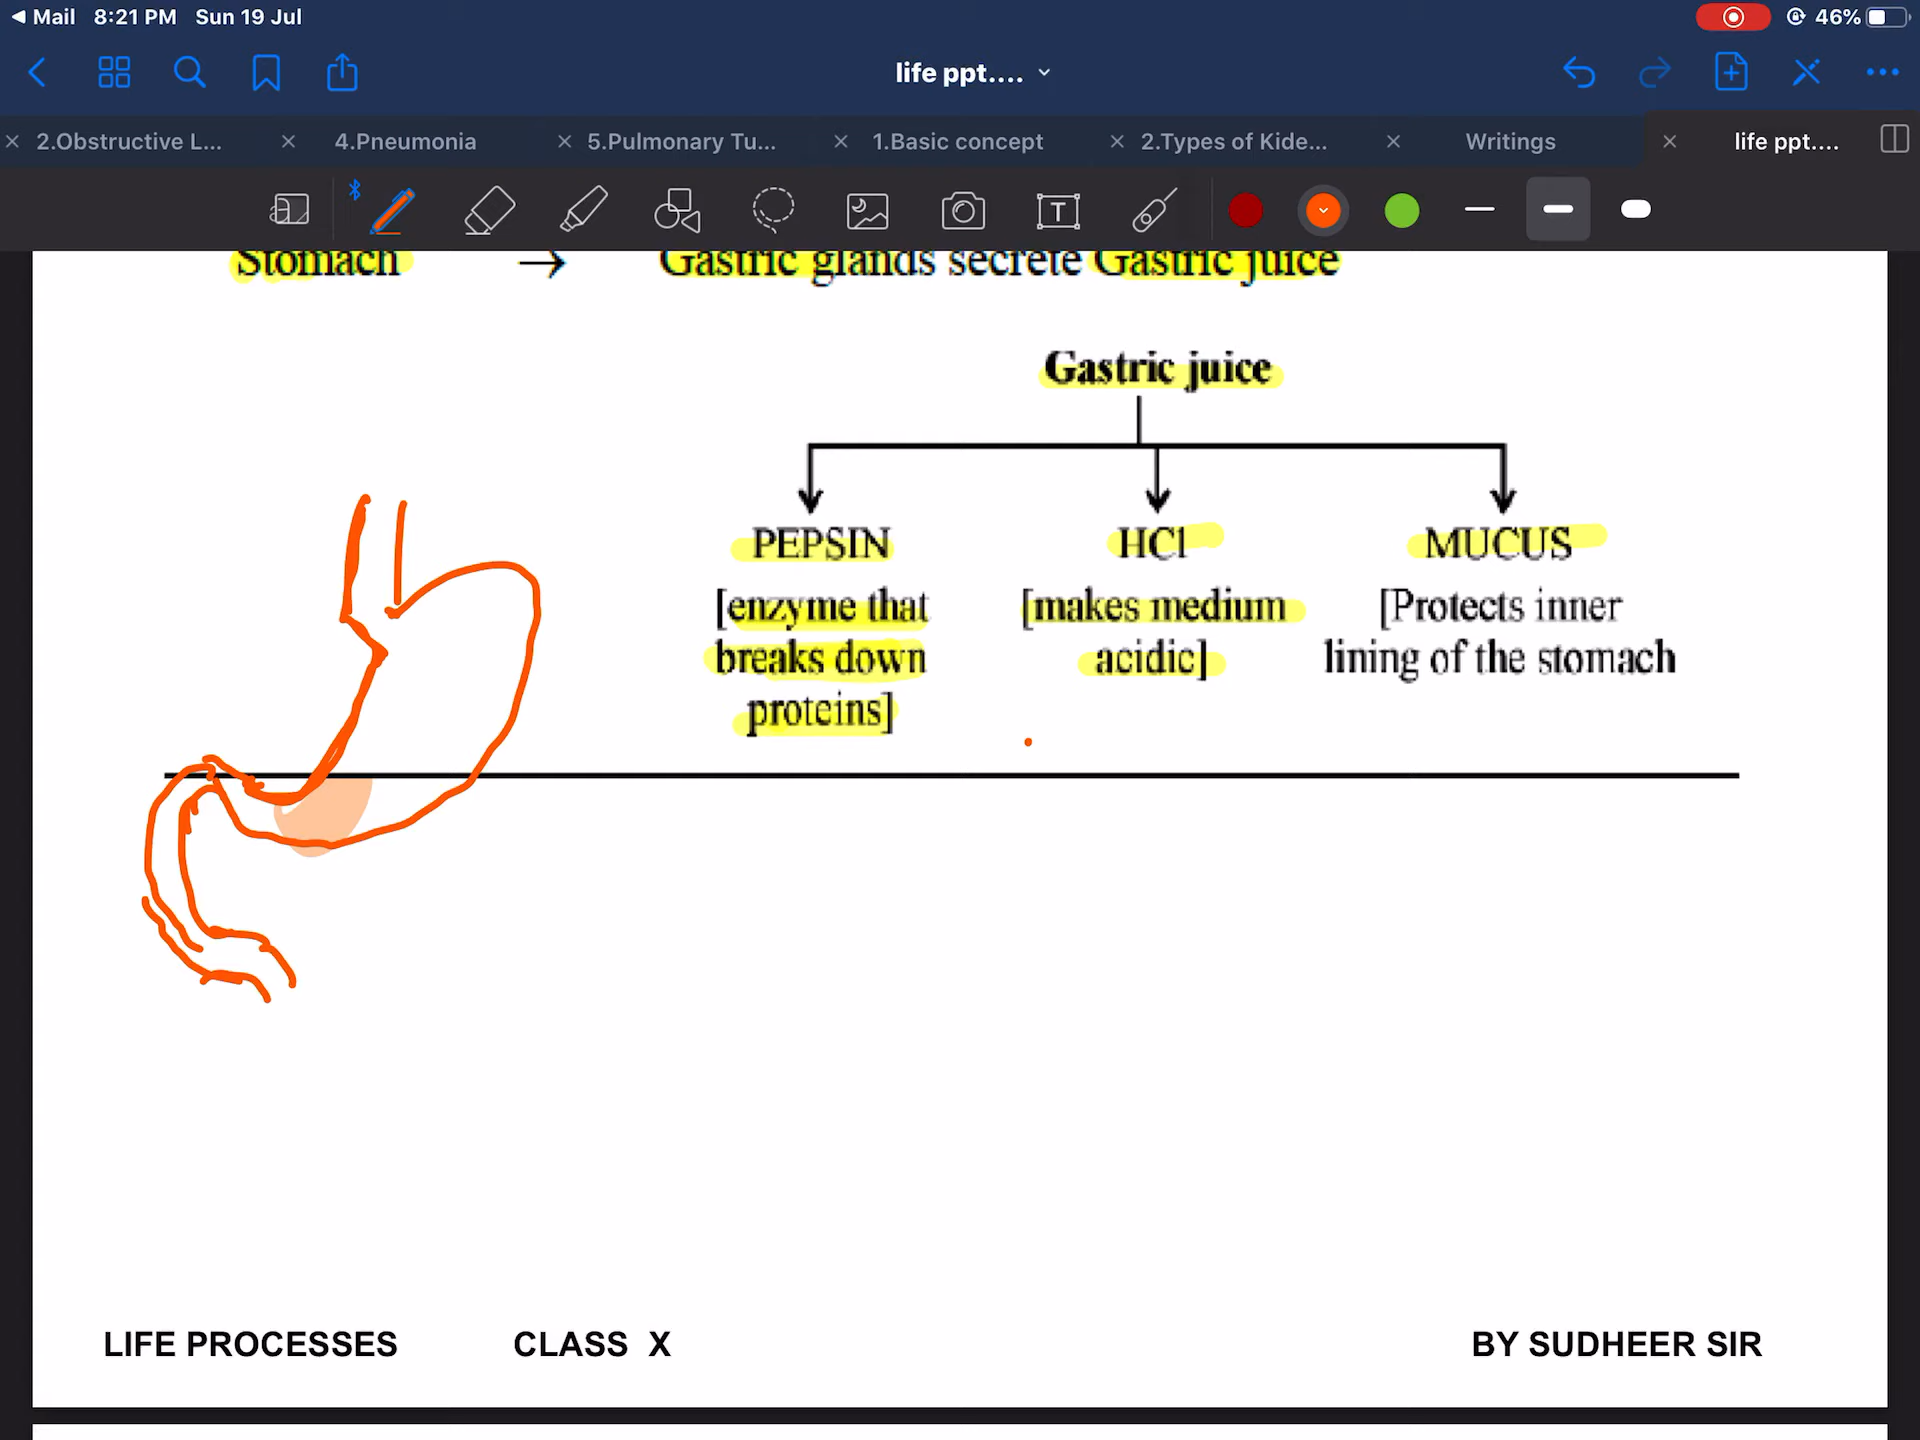 Mail 8:21 PM Sun 19 Jul 46%
life ppt....
2.Obstructive L... 4.Pneumonia 5.Pulmonary Tu... 1.Basic concept 2.Types of Kide... Writings life ppt....
Stomach → Gastric glands secrete Gastric juice
Gastric juice
PEPSIN HCl MUCUS
[enzyme that [makes medium [Protects inner
breaks down acidic] lining of the stomach
proteins]
LIFE PROCESSES CLASS X BY SUDHEER SIR